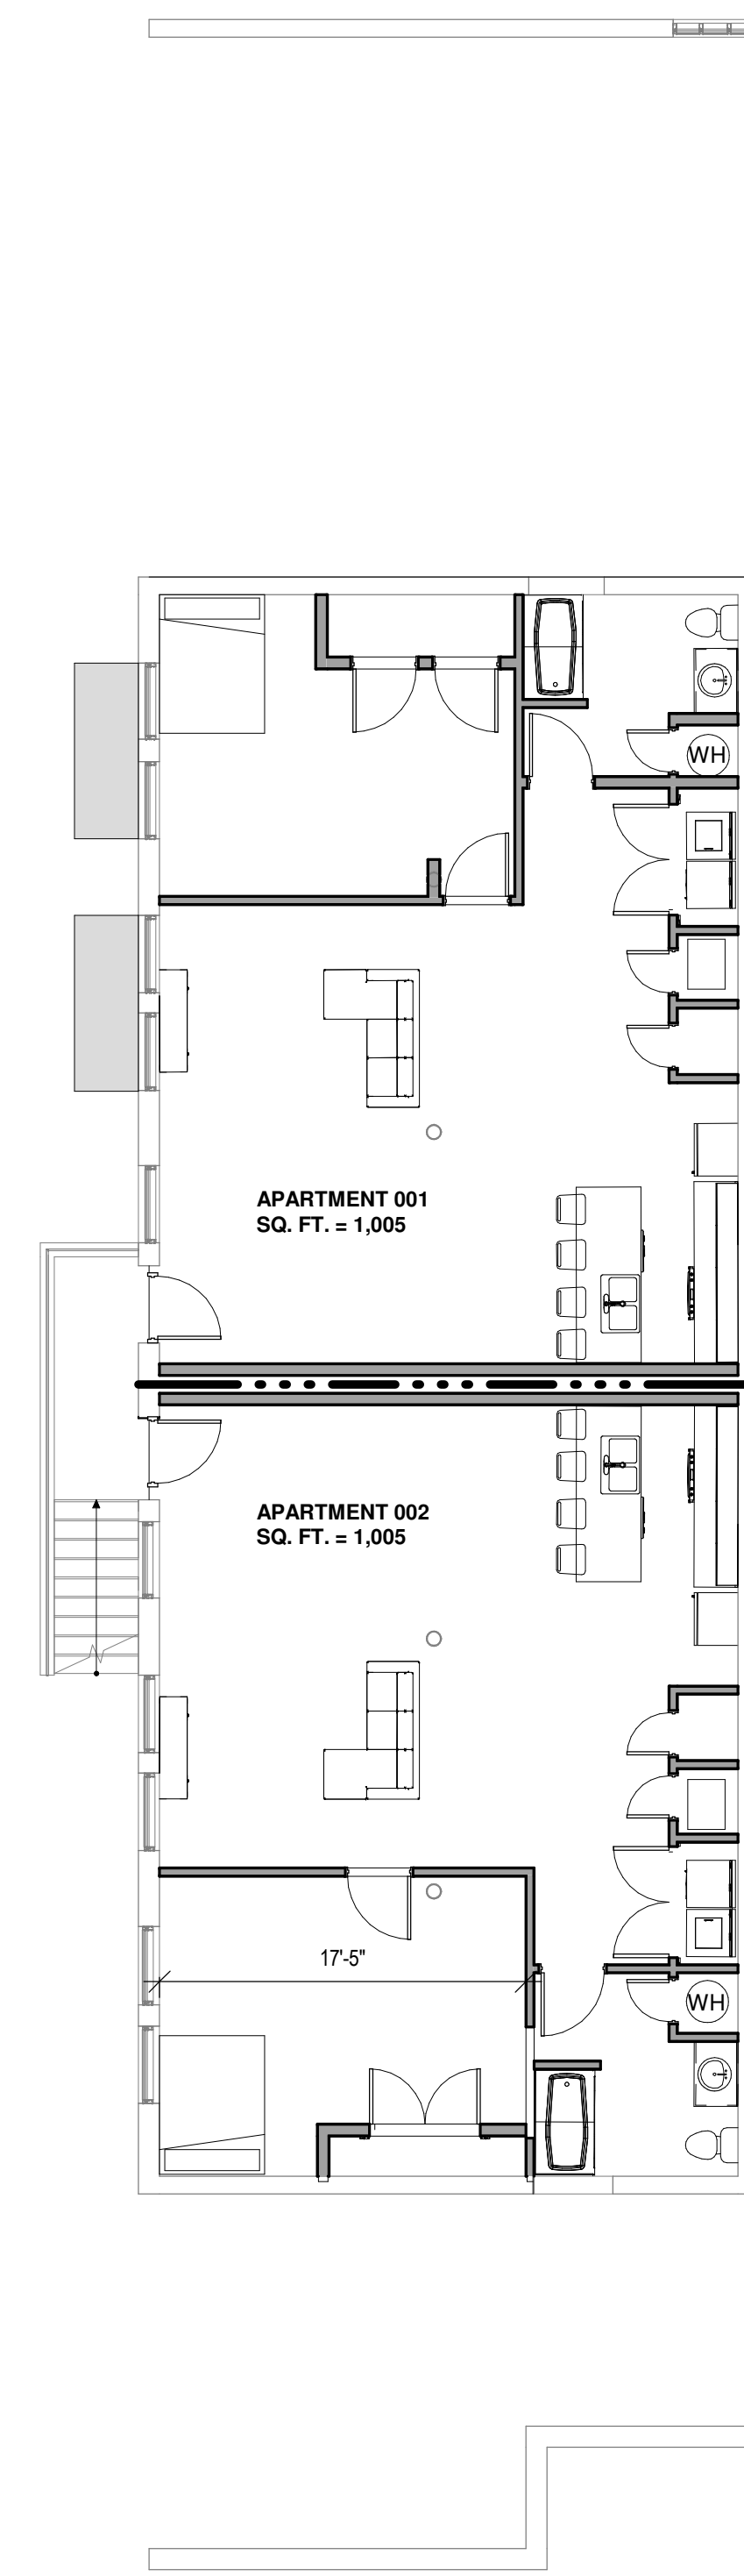 WH
APARTMENT 001
SQ. FT. = 1,005
APARTMENT 002
SQ. FT. = 1,005
17'-5"
WH